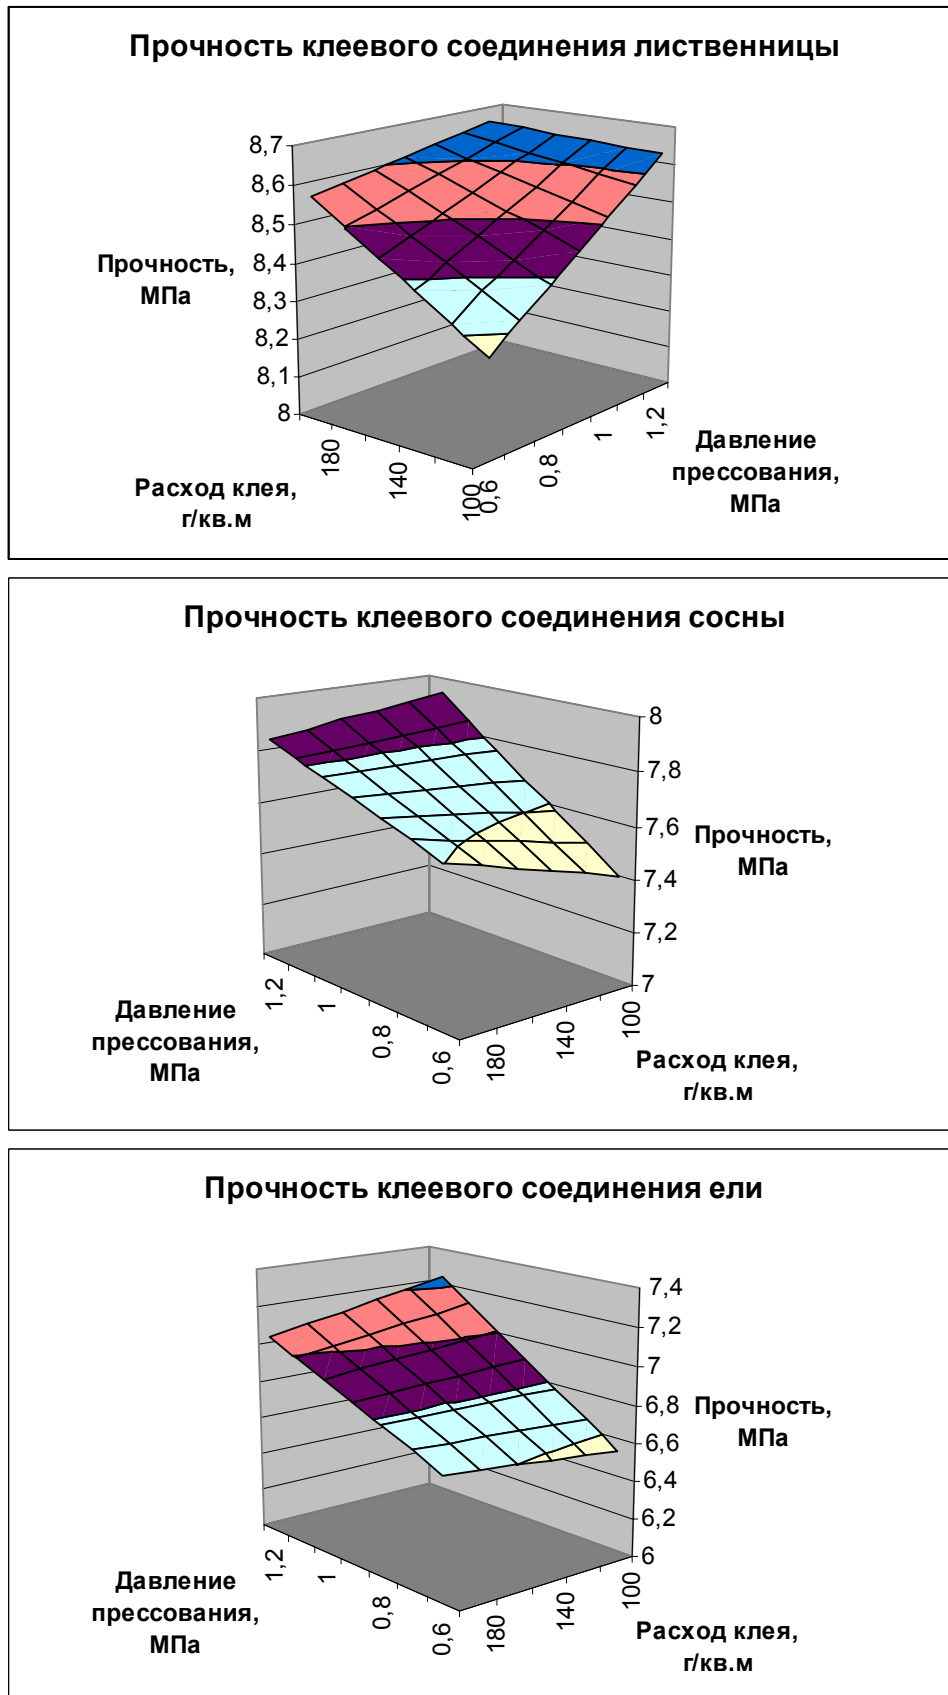 Прочность клеевого соединения лиственницы
8,7
8,6
8,5
8,4
8,3
8,2
8,1
8
Прочность,
МПа
180
140
100
Расход клея,
г/кв.м
0,6
0,8
1
1,2
Давление
прессования,
МПа
Прочность клеевого соединения сосны
8
7,8
7,6
7,4
7,2
7
Прочность,
МПа
1,2
1
0,8
0,6
Давление
прессования,
МПа
180
140
100
Расход клея,
г/кв.м
Прочность клеевого соединения ели
7,4
7,2
7
6,8
6,6
6,4
6,2
6
Прочность,
МПа
1,2
1
0,8
0,6
Давление
прессования,
МПа
180
140
100
Расход клея,
г/кв.м